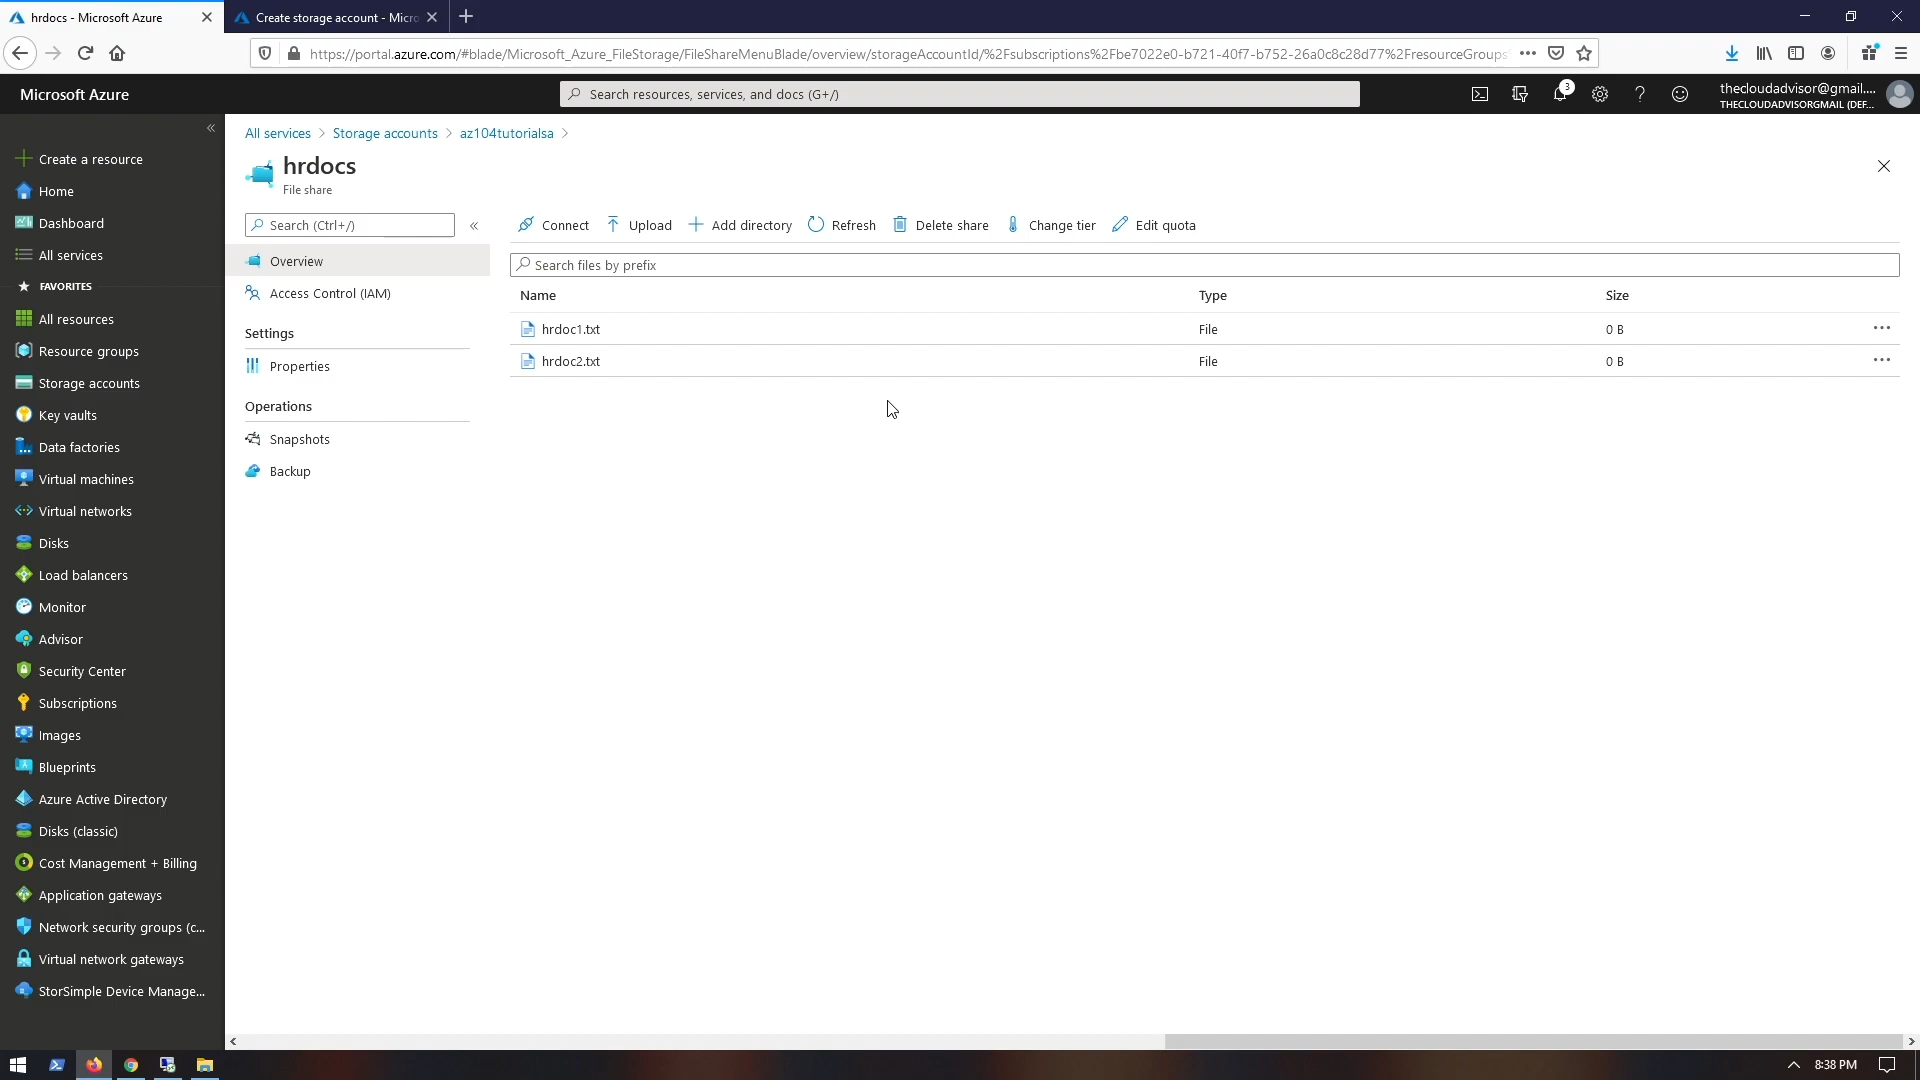 hrdocs - Microsoft Azure
Create storage account - Micro
https://portal.azure.com/#blade/Microsoft_Azure_FileStorage/FileShareMenuBlade/overview/storageAccountId/%2Fsubscriptions%2Fbe7022e0-b721-40f7-b752-26a0c8c28d77%2FresourceGroups
Microsoft Azure
Search resources, services, and docs (G+/)
3
thecloudadvisor@gmail....
THECLOUDADVISORGMAIL (DEF...
Create a resource
Home
Dashboard
All services
FAVORITES
All resources
Resource groups
Storage accounts
Key vaults
Data factories
Virtual machines
Virtual networks
Disks
Load balancers
Monitor
Advisor
Security Center
Subscriptions
Images
Blueprints
Azure Active Directory
Disks (classic)
Cost Management + Billing
Application gateways
Network security groups (c...
Virtual network gateways
StorSimple Device Manage...
All services > Storage accounts > az104tutorialsa >
hrdocs
File share
Search (Ctrl+/)
Overview
Access Control (IAM)
Settings
Properties
Operations
Snapshots
Backup
Connect Upload Add directory Refresh Delete share Change tier Edit quota
Search files by prefix
Name Type Size
hrdoc1.txt File 0 B
hrdoc2.txt File 0 B
8:38 PM